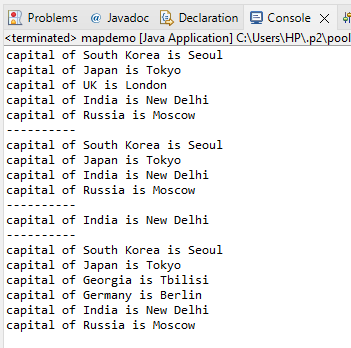 Problems Javadoc Declaration Console
<terminated> mapdemo [Java Application] C:\Users\HP\.p2\pool
capital of South Korea is Seoul
capital of Japan is Tokyo
capital of UK is London
capital of India is New Delhi
capital of Russia is Moscow
----------
capital of South Korea is Seoul
capital of Japan is Tokyo
capital of India is New Delhi
capital of Russia is Moscow
----------
capital of India is New Delhi
----------
capital of South Korea is Seoul
capital of Japan is Tokyo
capital of Georgia is Tbilisi
capital of Germany is Berlin
capital of India is New Delhi
capital of Russia is Moscow